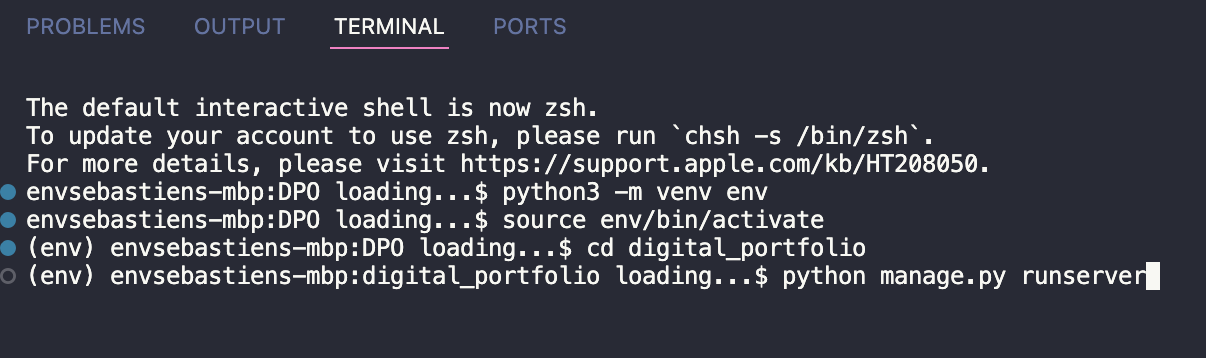 PROBLEMS OUTPUT TERMINAL PORTS
The default interactive shell is now zsh.
To update your account to use zsh, please run `chsh -s /bin/zsh`.
For more details, please visit https://support.apple.com/kb/HT208050.
envsebastiens-mbp:DPO loading...$ python3 -m venv env
envsebastiens-mbp:DPO loading...$ source env/bin/activate
(env) envsebastiens-mbp:DPO loading...$ cd digital_portfolio
(env) envsebastiens-mbp:digital_portfolio loading...$ python manage.py runserver